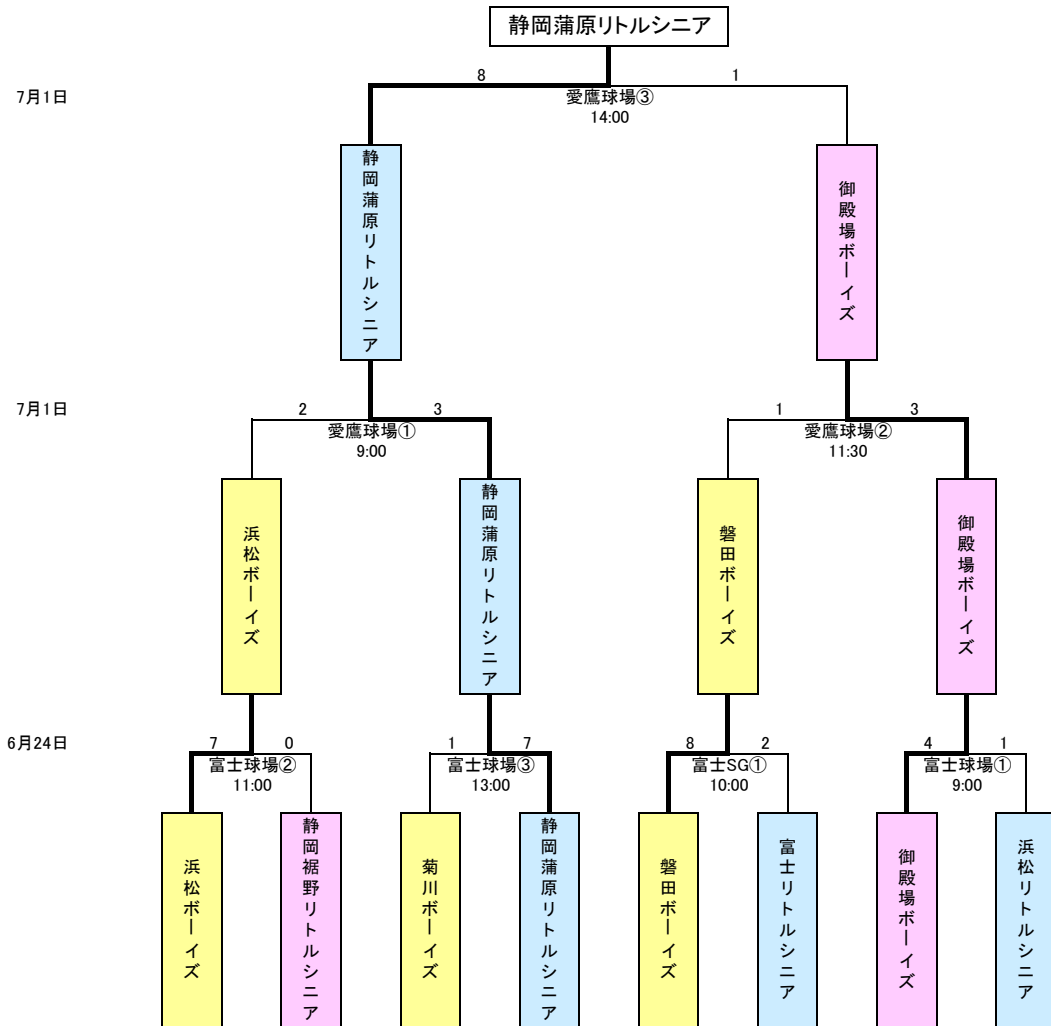 静岡蒲原リトルシニア
8
1
7月1日
愛鷹球場③
14:00
静岡蒲原リトルシニア
御殿場ボーイズ
7月1日
2
3
1
3
愛鷹球場①
9:00
愛鷹球場②
11:30
浜松ボーイズ
静岡蒲原リトルシニア
磐田ボーイズ
御殿場ボーイズ
6月24日
7
0
1
7
8
2
4
1
富士球場②
11:00
富士球場③
13:00
富士SG①
10:00
富士球場①
9:00
浜松ボーイズ
静岡裾野リトルシニア
菊川ボーイズ
静岡蒲原リトルシニア
磐田ボーイズ
富士リトルシニア
御殿場ボーイズ
浜松リトルシニア